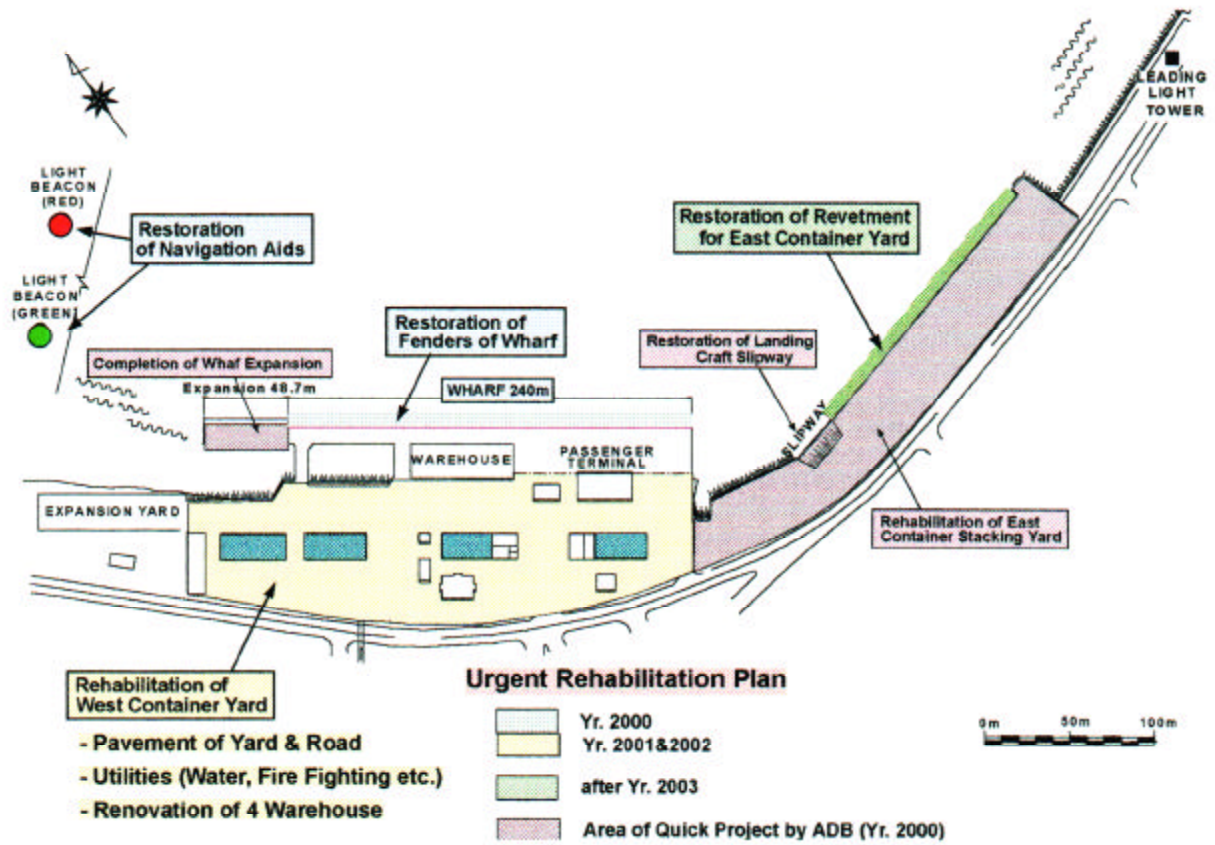 LEADING
LIGHT
TOWER
LIGHT
BEACON
(RED)
Restoration
of Navigation Aids
Restoration of Revetment
for East Container Yard
LIGHT
BEACON
(GREEN)
Restoration of
Fenders of Wharf
Restoration of Landing
Craft Slipway
Completion of Whaf Expansion
Expansion 48.7m
WHARF 240m
SLIPWAY
WAREHOUSE
PASSENGER
TERMINAL
EXPANSION YARD
Rehabilitation of East
Container Stacking Yard
Rehabilitation of
West Container Yard
- Pavement of Yard & Road
- Utilities (Water, Fire Fighting etc.)
- Renovation of 4 Warehouse
Urgent Rehabilitation Plan
Yr. 2000
Yr. 2001&2002
after Yr. 2003
Area of Quick Project by ADB (Yr. 2000)
0m 50m 100m